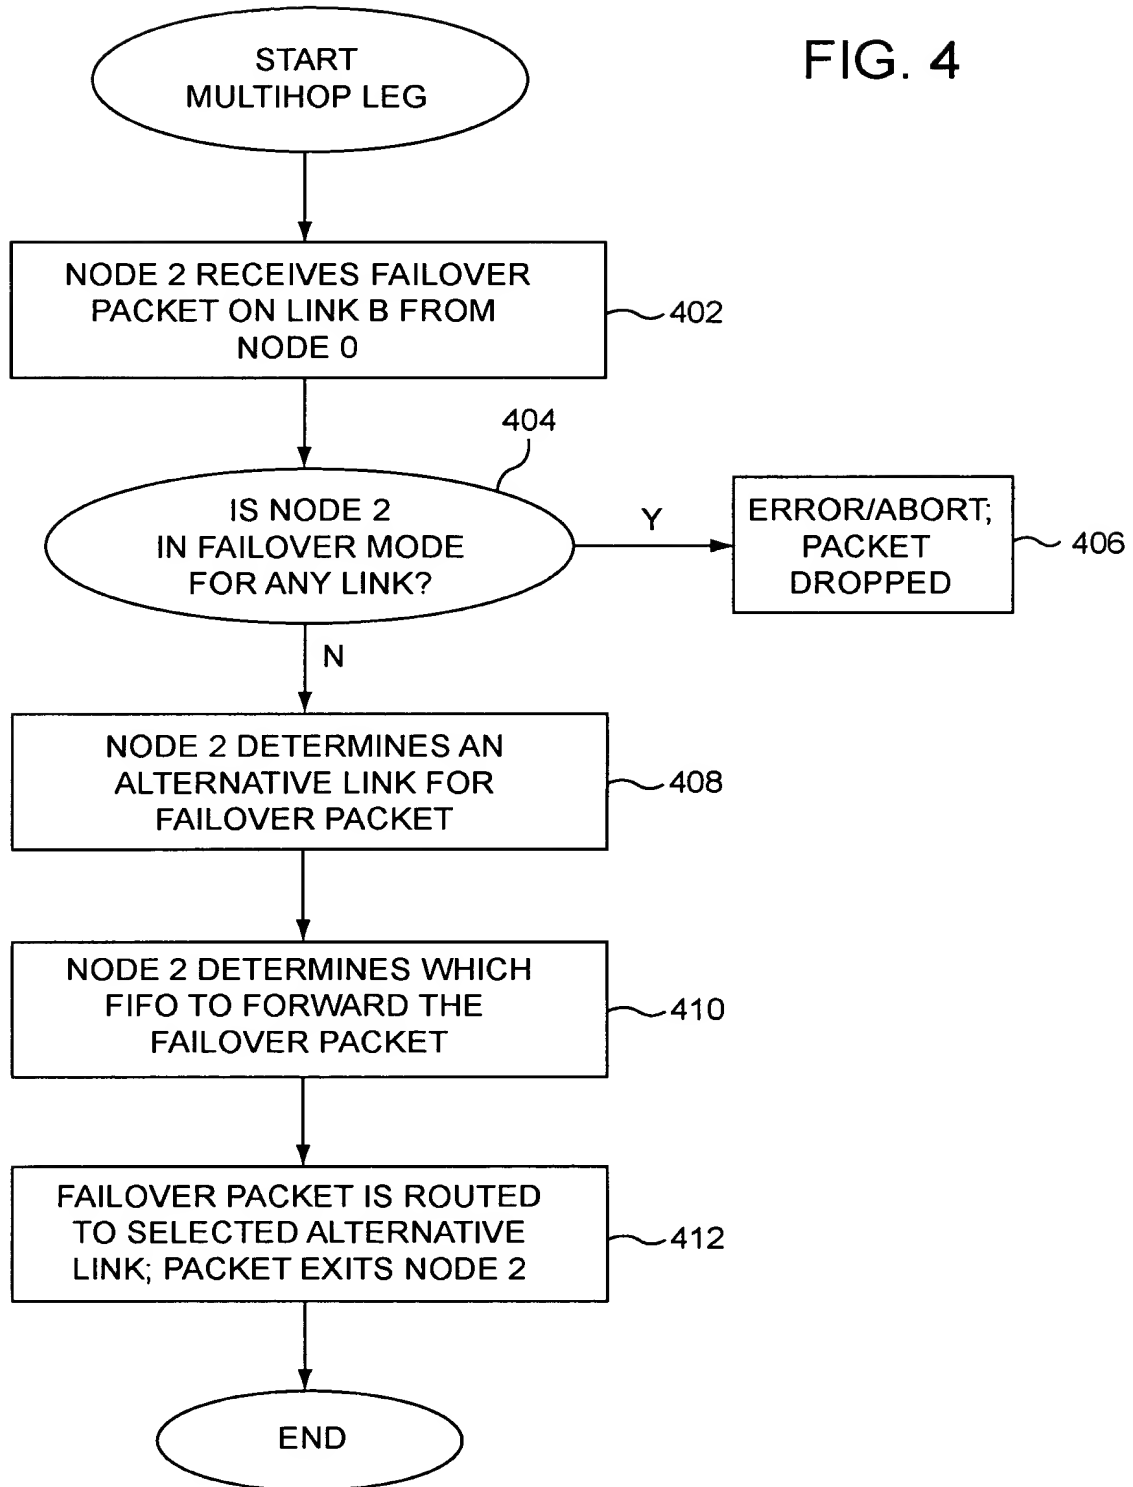 FIG. 4
START
MULTIHOP LEG
NODE 2 RECEIVES FAILOVER
PACKET ON LINK B FROM
NODE 0
402
404
IS NODE 2
IN FAILOVER MODE
FOR ANY LINK?
Y
ERROR/ABORT;
PACKET
DROPPED
406
N
NODE 2 DETERMINES AN
ALTERNATIVE LINK FOR
FAILOVER PACKET
408
NODE 2 DETERMINES WHICH
FIFO TO FORWARD THE
FAILOVER PACKET
410
FAILOVER PACKET IS ROUTED
TO SELECTED ALTERNATIVE
LINK; PACKET EXITS NODE 2
412
END